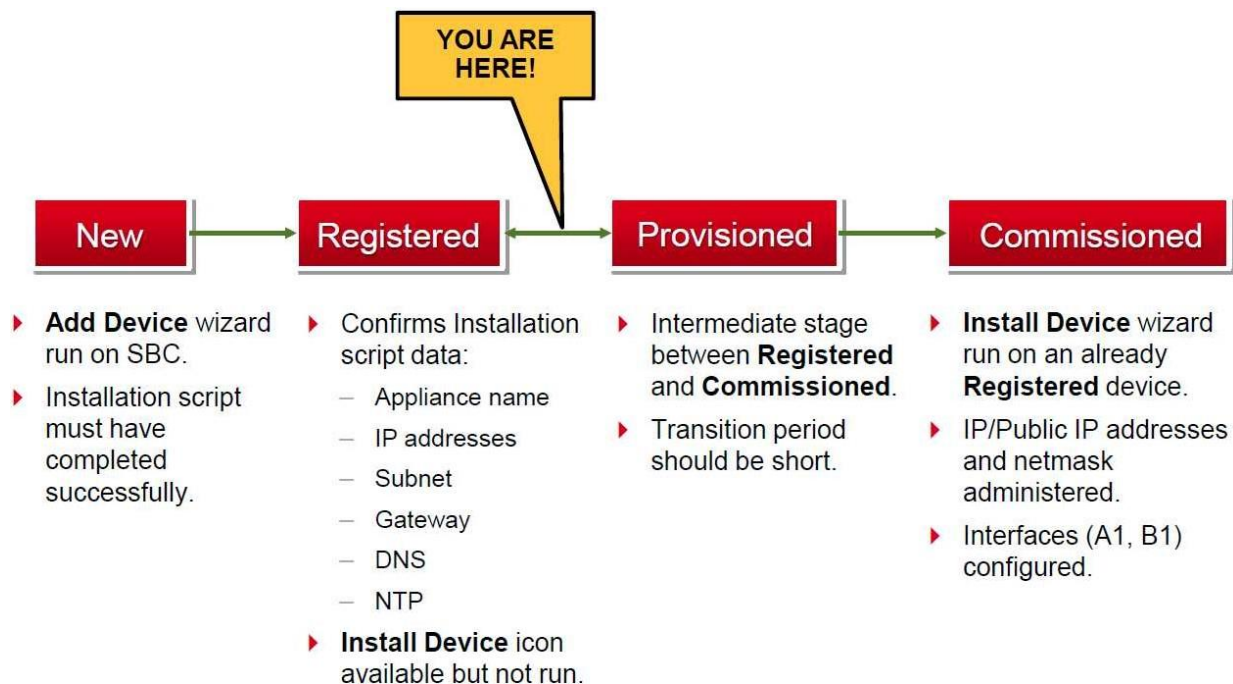 YOU ARE
HERE!
New
Registered
Provisioned
Commissioned
Add Device wizard
run on SBC.
Installation script
must have
completed
successfully.
Confirms Installation
script data:
– Appliance name
– IP addresses
– Subnet
– Gateway
– DNS
– NTP
Install Device icon
available but not run.
Intermediate stage
between Registered
and Commissioned.
Transition period
should be short.
Install Device wizard
run on an already
Registered device.
IP/Public IP addresses
and netmask
administered.
Interfaces (A1, B1)
configured.